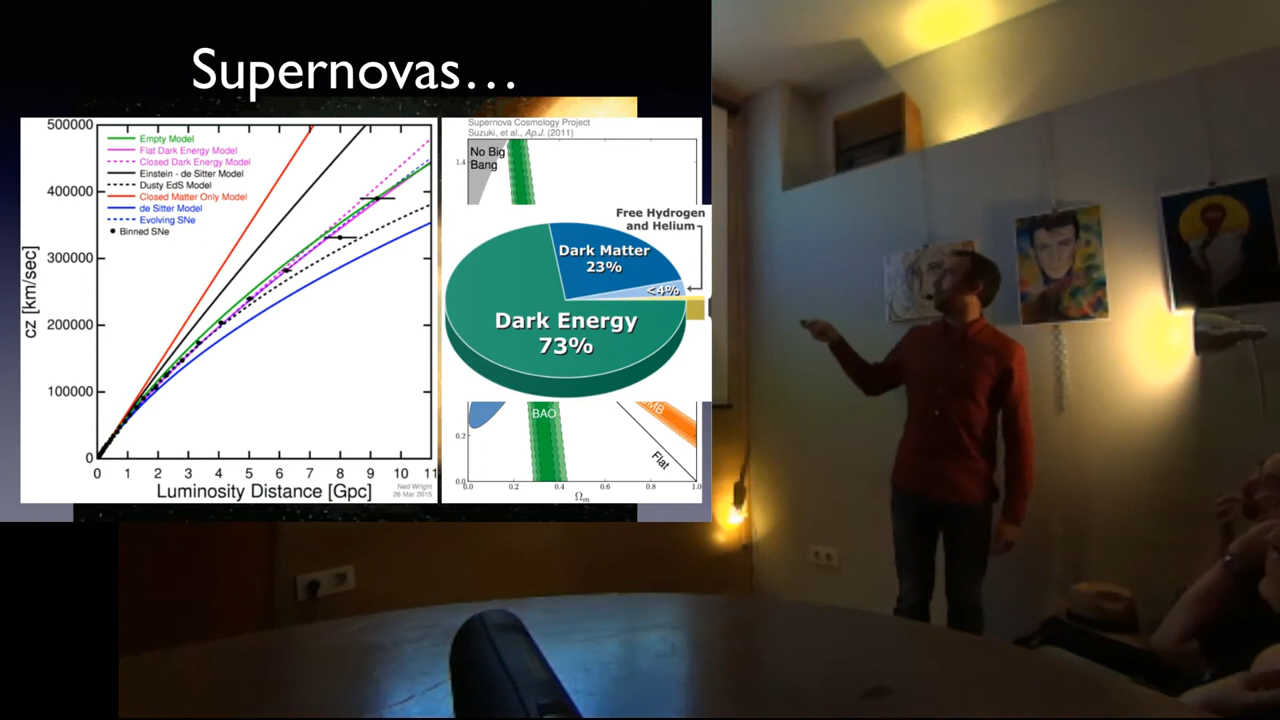 Supernovas…
500000
400000
300000
200000
100000
0
cz [km/sec]
Empty Model
Flat Dark Energy Model
Closed Dark Energy Model
Einstein - de Sitter Model
Dusty EdS Model
Closed Matter Only Model
de Sitter Model
Evolving SNe
Binned SNe
0 1 2 3 4 5 6 7 8 9 10 11
Luminosity Distance [Gpc]
Ned Wright
26 Mar 2015
Supernova Cosmology Project
Suzuki, et al., Ap.J. (2011)
1.4
No Big
Bang
Free Hydrogen
and Helium
Dark Matter
23%
<4%
Dark Energy
73%
BAO
0.2
Flat
0.0
0.0 0.2 0.4 0.6 0.8 1.0
Ωm